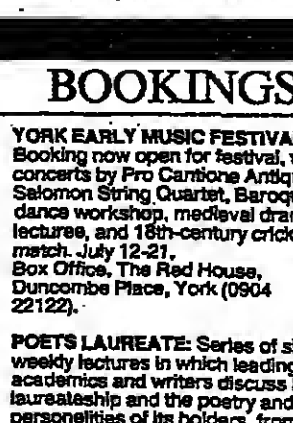 BOOKINGS
YORK EARLY MUSIC FESTIVA
Booking now open for festival,
concerts by Pro Cantione Antiq
Salomon String Quartet, Baroq
dance workshop, medieval dra
lectures, and 18th-century crick
match. July 12-21.
Box Office, The Red House,
Duncombe Place, York (0904
22122).
POETS LAUREATE: Series of s
weekly lectures in which leading
academics and writers discuss
laureateship and the poetry and
personalities of its holders, from